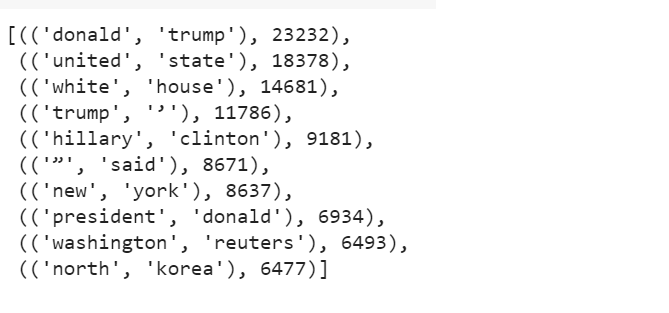 [(('donald', 'trump'), 23232),
(('united', 'state'), 18378),
(('white', 'house'), 14681),
(('trump', '’'), 11786),
(('hillary', 'clinton'), 9181),
(('”', 'said'), 8671),
(('new', 'york'), 8637),
(('president', 'donald'), 6934),
(('washington', 'reuters'), 6493),
(('north', 'korea'), 6477)]